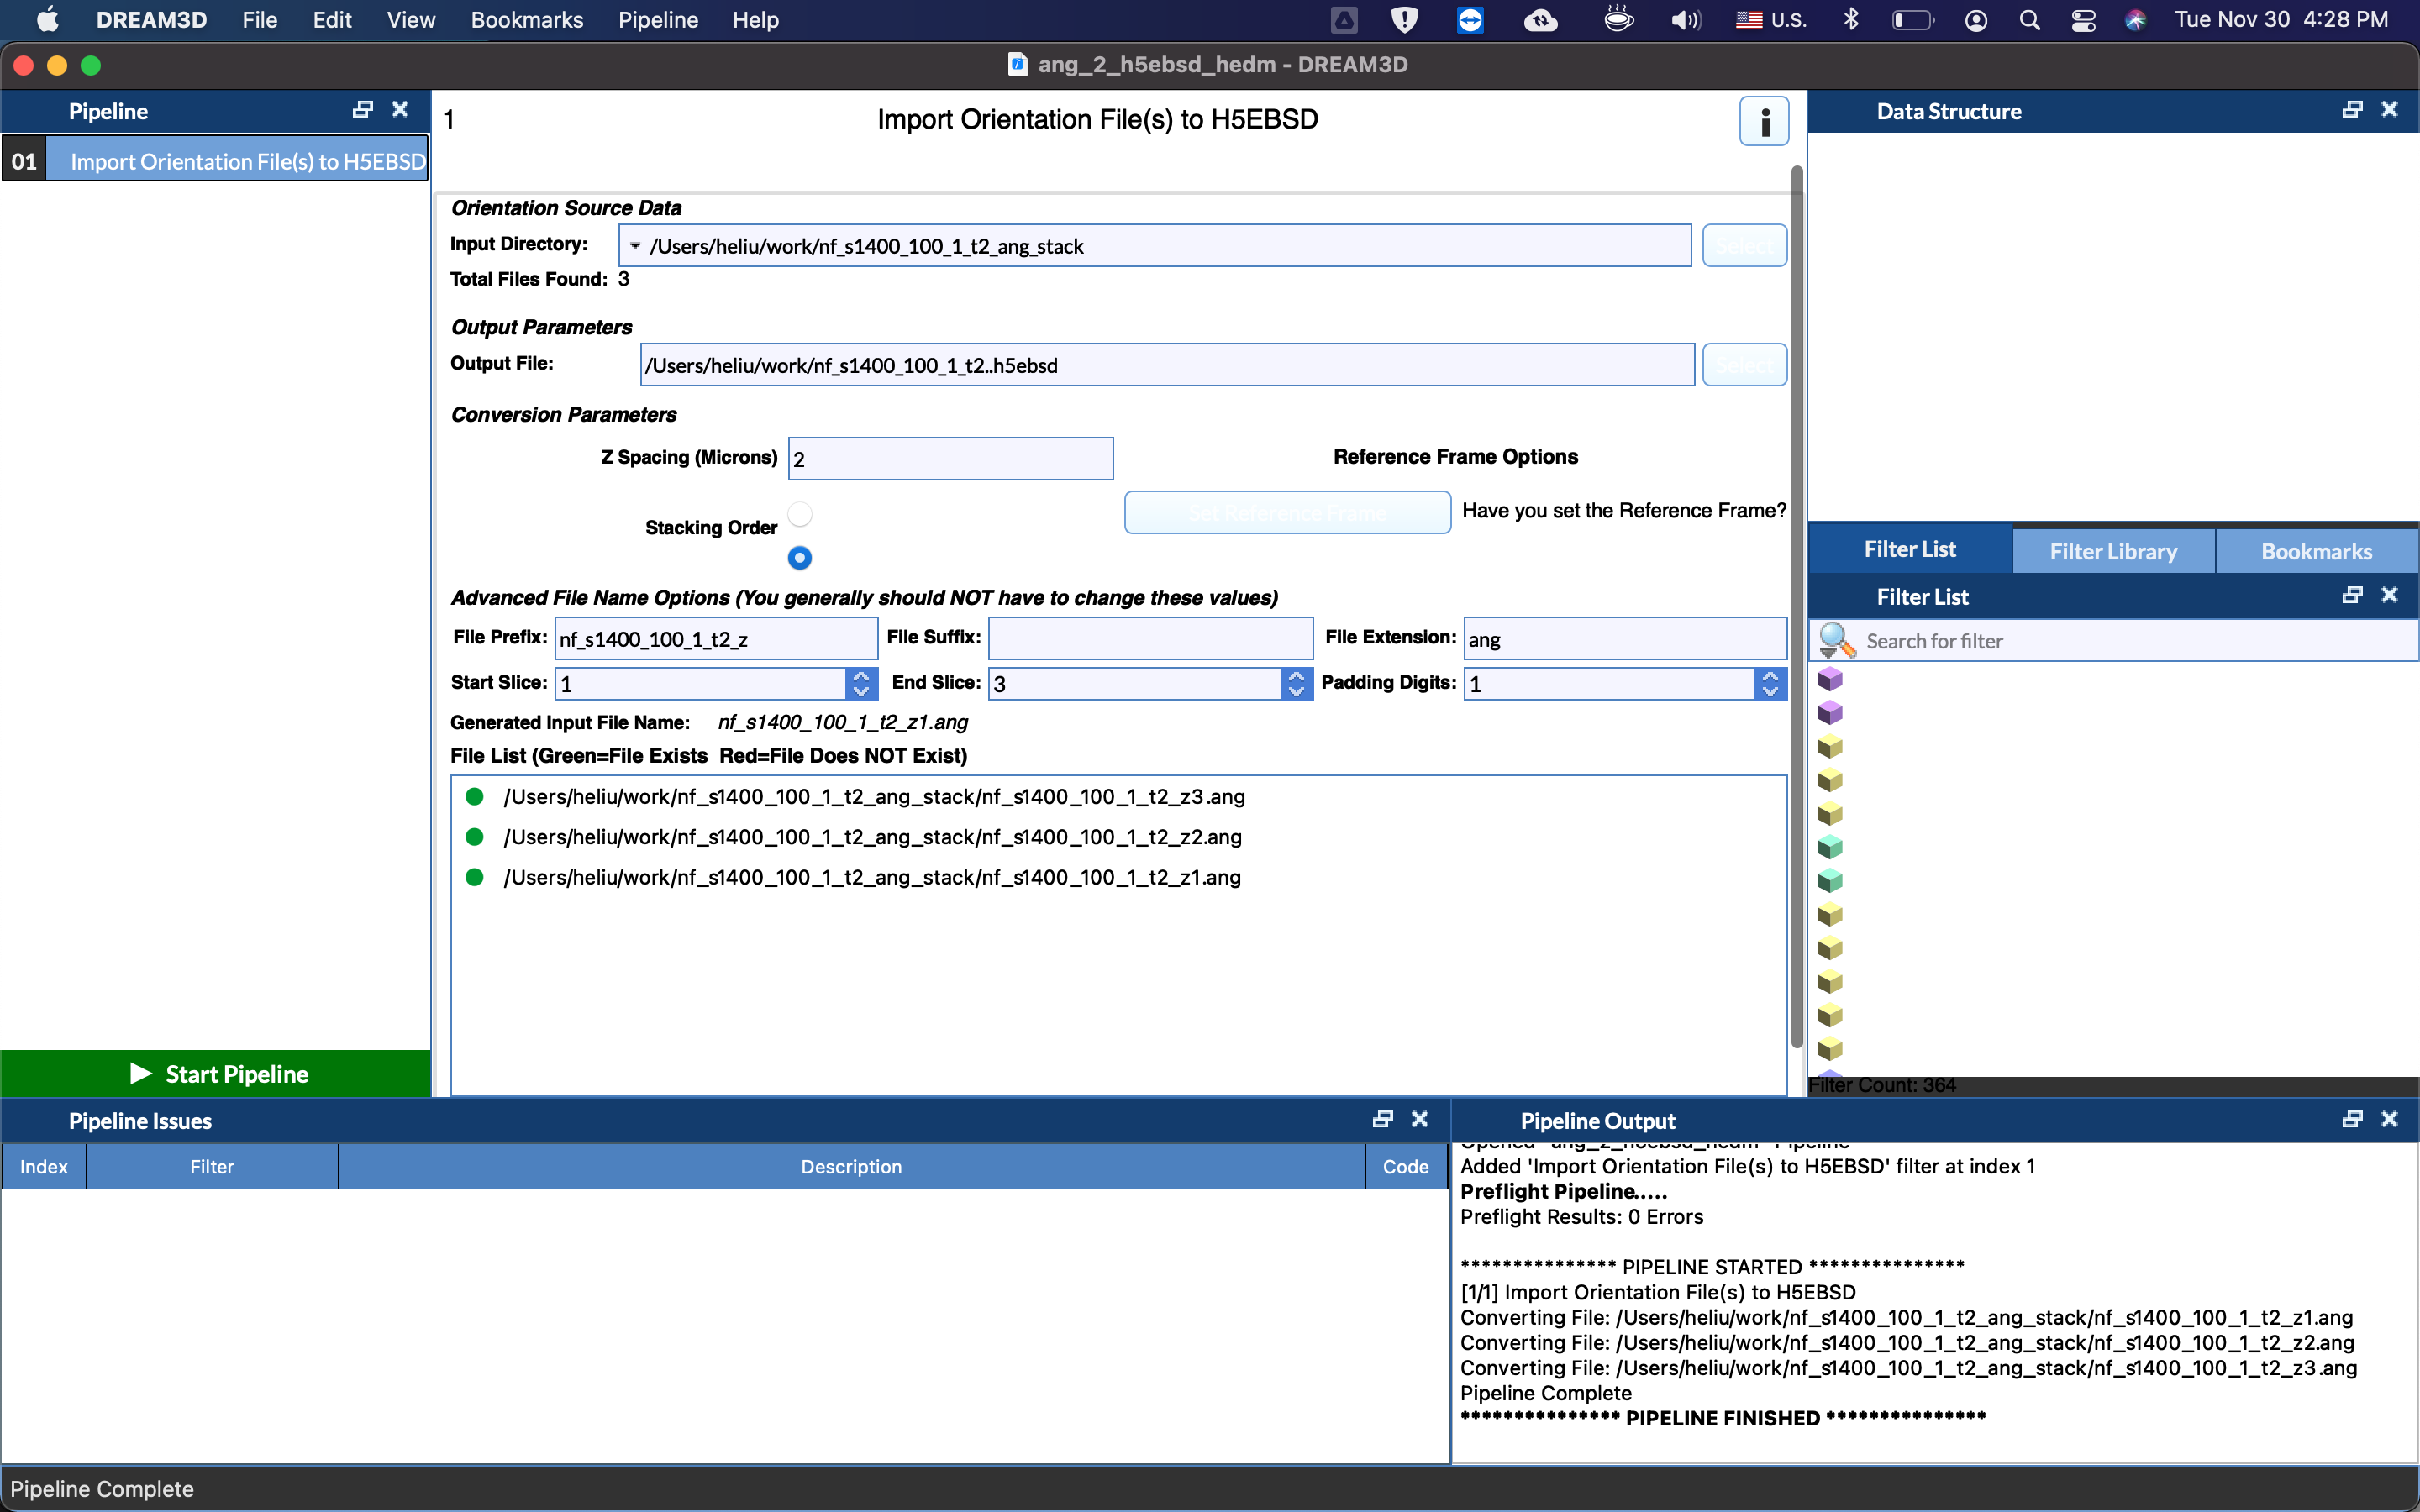 DREAM3D File Edit View Bookmarks Pipeline Help U.S. Tue Nov 30 4:28 PM
ang_2_h5ebsd_hedm - DREAM3D
Pipeline
01 Import Orientation File(s) to H5EBSD
Start Pipeline
1 Import Orientation File(s) to H5EBSD i
Orientation Source Data
Input Directory: /Users/heliu/work/nf_s1400_100_1_t2_ang_stack Select
Total Files Found: 3
Output Parameters
Output File: /Users/heliu/work/nf_s1400_100_1_t2..h5ebsd Select
Conversion Parameters
Z Spacing (Microns) 2 Reference Frame Options
Stacking Order Set Reference Frame Have you set the Reference Frame?
Advanced File Name Options (You generally should NOT have to change these values)
File Prefix: nf_s1400_100_1_t2_z File Suffix: File Extension: ang
Start Slice: 1 End Slice: 3 Padding Digits: 1
Generated Input File Name: nf_s1400_100_1_t2_z1.ang
File List (Green=File Exists Red=File Does NOT Exist)
/Users/heliu/work/nf_s1400_100_1_t2_ang_stack/nf_s1400_100_1_t2_z3.ang
/Users/heliu/work/nf_s1400_100_1_t2_ang_stack/nf_s1400_100_1_t2_z2.ang
/Users/heliu/work/nf_s1400_100_1_t2_ang_stack/nf_s1400_100_1_t2_z1.ang
Data Structure
Filter List Filter Library Bookmarks
Filter List
Search for filter
Filter Count: 364
Pipeline Issues
Index Filter Description Code
Pipeline Output
Opened "ang_2_h5ebsd_hedm" Pipeline
Added 'Import Orientation File(s) to H5EBSD' filter at index 1
Preflight Pipeline.....
Preflight Results: 0 Errors
*************** PIPELINE STARTED ***************
[1/1] Import Orientation File(s) to H5EBSD
Converting File: /Users/heliu/work/nf_s1400_100_1_t2_ang_stack/nf_s1400_100_1_t2_z1.ang
Converting File: /Users/heliu/work/nf_s1400_100_1_t2_ang_stack/nf_s1400_100_1_t2_z2.ang
Converting File: /Users/heliu/work/nf_s1400_100_1_t2_ang_stack/nf_s1400_100_1_t2_z3.ang
Pipeline Complete
*************** PIPELINE FINISHED ***************
Pipeline Complete